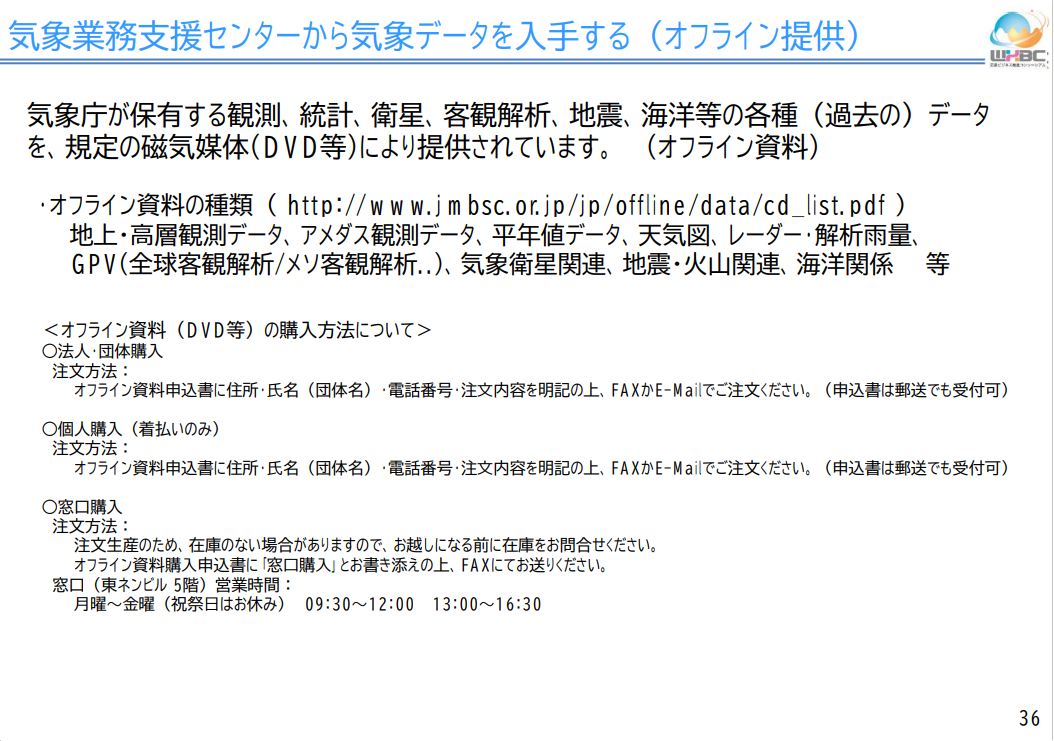 気象業務支援センターから気象データを入手する（オフライン提供）
WXBC
気象ビジネス推進コンソーシアム
気象庁が保有する観測、統計、衛星、客観解析、地震、海洋等の各種（過去の）データ
を、規定の磁気媒体(DVD等)により提供されています。 （オフライン資料）
･オフライン資料の種類（ http://www.jmbsc.or.jp/jp/offline/data/cd_list.pdf ）
地上・高層観測データ、アメダス観測データ、平年値データ、天気図、レーダー･解析雨量、
GPV(全球客観解析/メソ客観解析..)、気象衛星関連、地震・火山関連、海洋関係 等
＜オフライン資料（DVD等）の購入方法について＞
○法人･団体購入
注文方法：
オフライン資料申込書に住所･氏名（団体名）･電話番号･注文内容を明記の上、FAXかE-Mailでご注文ください。（申込書は郵送でも受付可）
○個人購入（着払いのみ）
注文方法：
オフライン資料申込書に住所･氏名（団体名）･電話番号･注文内容を明記の上、FAXかE-Mailでご注文ください。（申込書は郵送でも受付可）
○窓口購入
注文方法：
注文生産のため、在庫のない場合がありますので、お越しになる前に在庫をお問合せください。
オフライン資料購入申込書に「窓口購入」とお書き添えの上、FAXにてお送りください。
窓口（東ネンビル 5階）営業時間：
月曜～金曜（祝祭日はお休み） 09:30～12:00 13:00～16:30
36